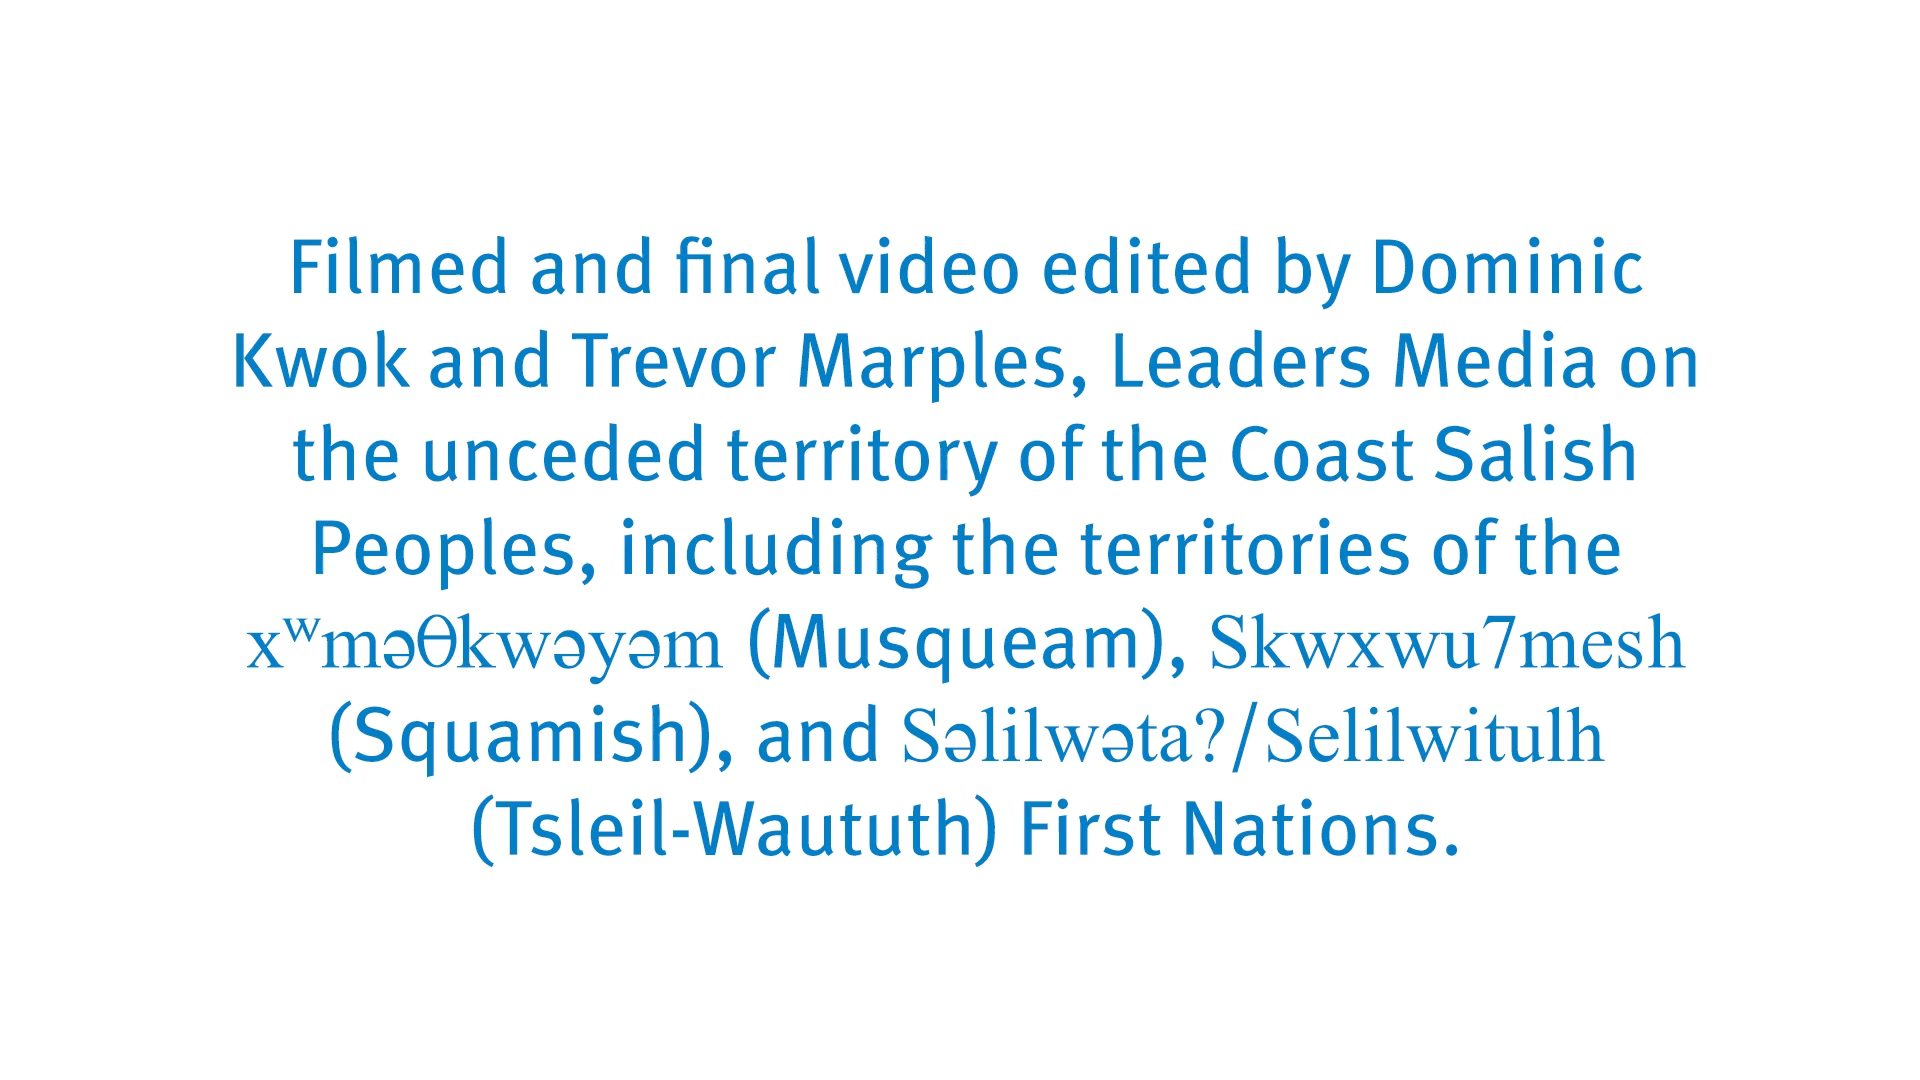 Filmed and final video edited by Dominic
Kwok and Trevor Marples, Leaders Media on
the unceded territory of the Coast Salish
Peoples, including the territories of the
xʷməθkwəyəm (Musqueam), Skwxwu7mesh
(Squamish), and Səlilwəta?/Selilwitulh
(Tsleil-Waututh) First Nations.